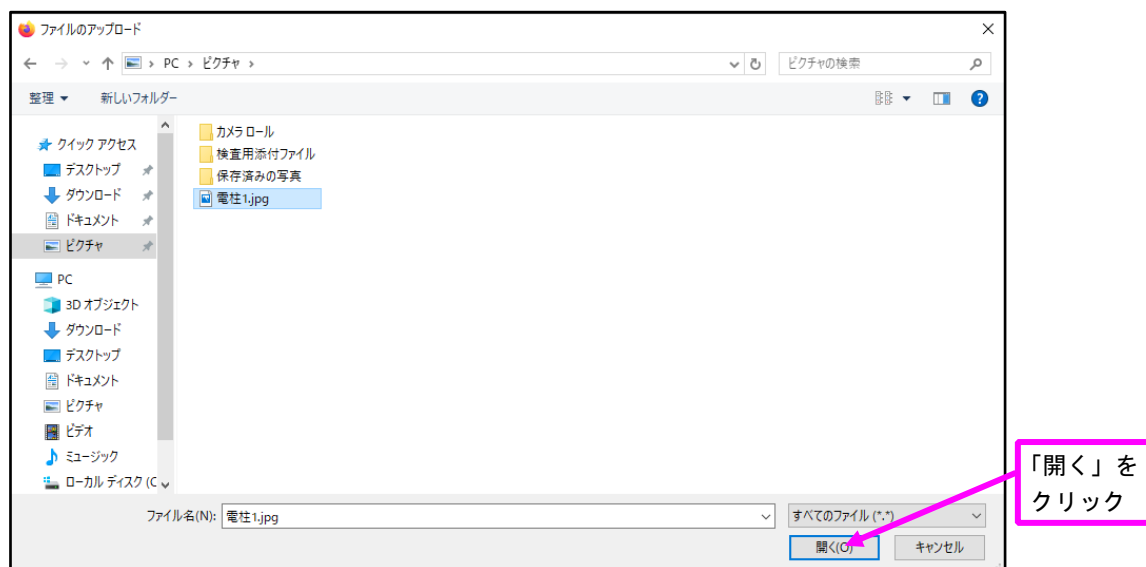 ファイルのアップロード
PC › ピクチャ ›
ピクチャの検索
整理
新しいフォルダー
クイック アクセス
デスクトップ
ダウンロード
ドキュメント
ピクチャ
PC
3D オブジェクト
ダウンロード
デスクトップ
ドキュメント
ピクチャ
ビデオ
ミュージック
ローカル ディスク (C
カメラ ロール
検査用添付ファイル
保存済みの写真
電柱1.jpg
ファイル名(N):
電柱1.jpg
すべてのファイル (*.*)
開く(O)
キャンセル
「開く」を
クリック